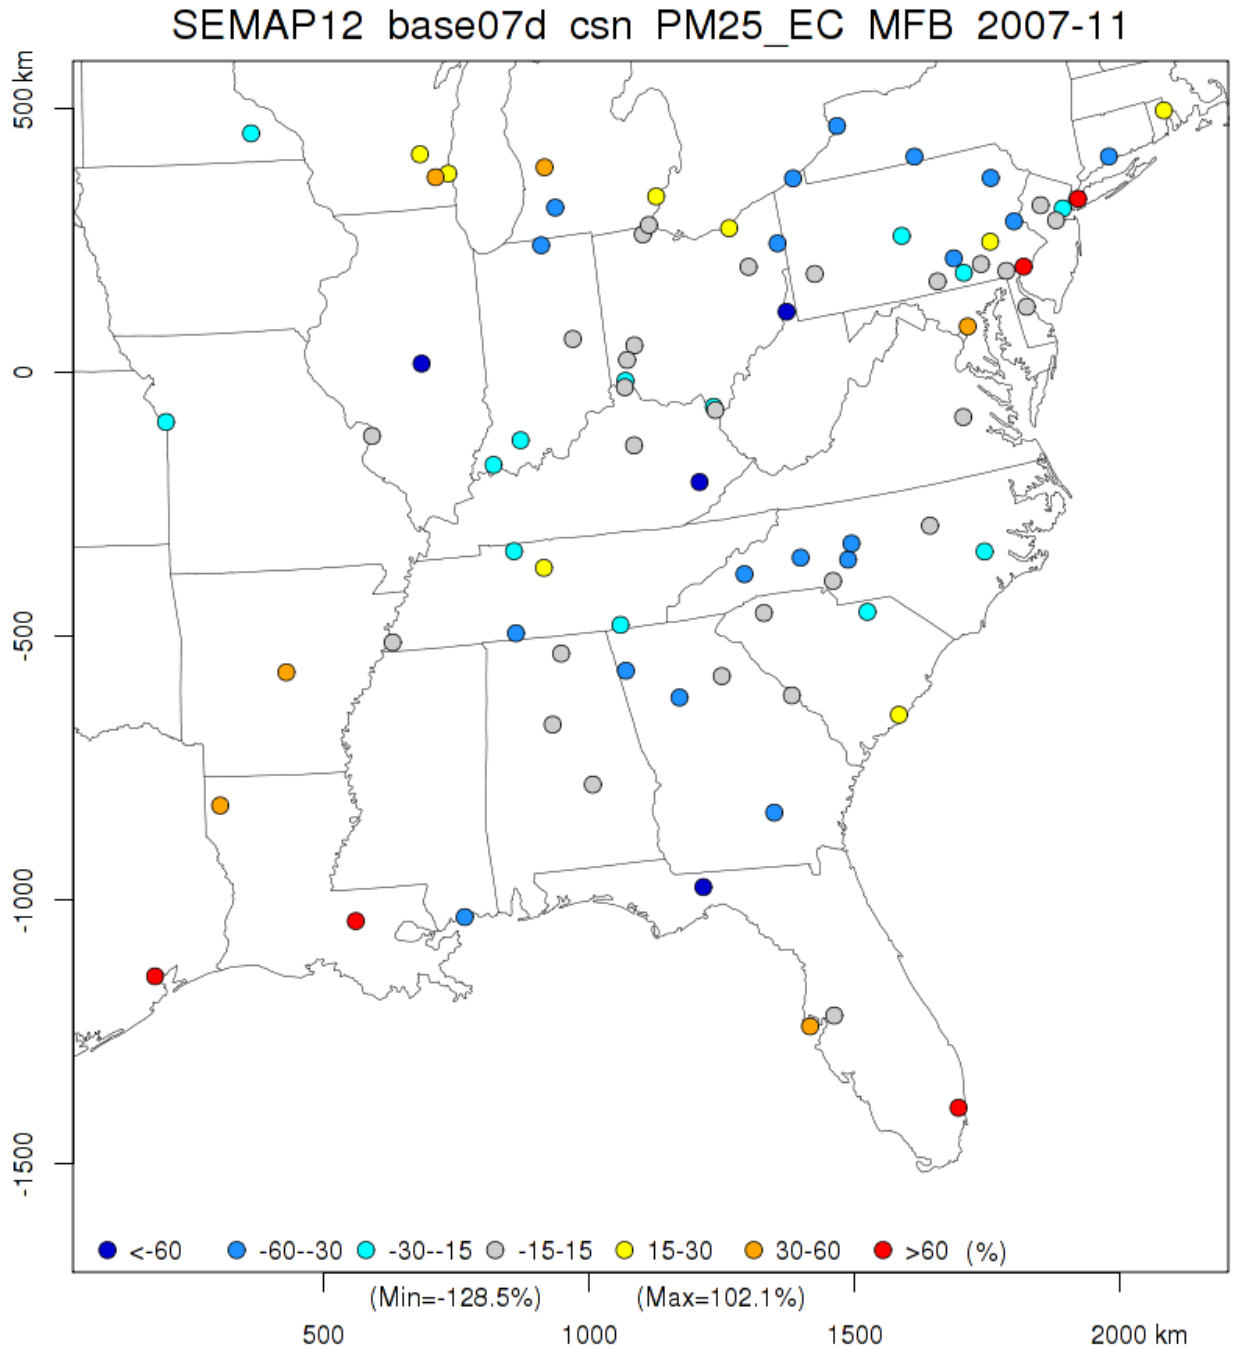 SEMAP12 base07d csn PM25_EC MFB 2007-11
500 km
0
-500
-1000
-1500
<-60 -60--30 -30--15 -15-15 15-30 30-60 >60 (%)
(Min=-128.5%) (Max=102.1%)
500 1000 1500 2000 km